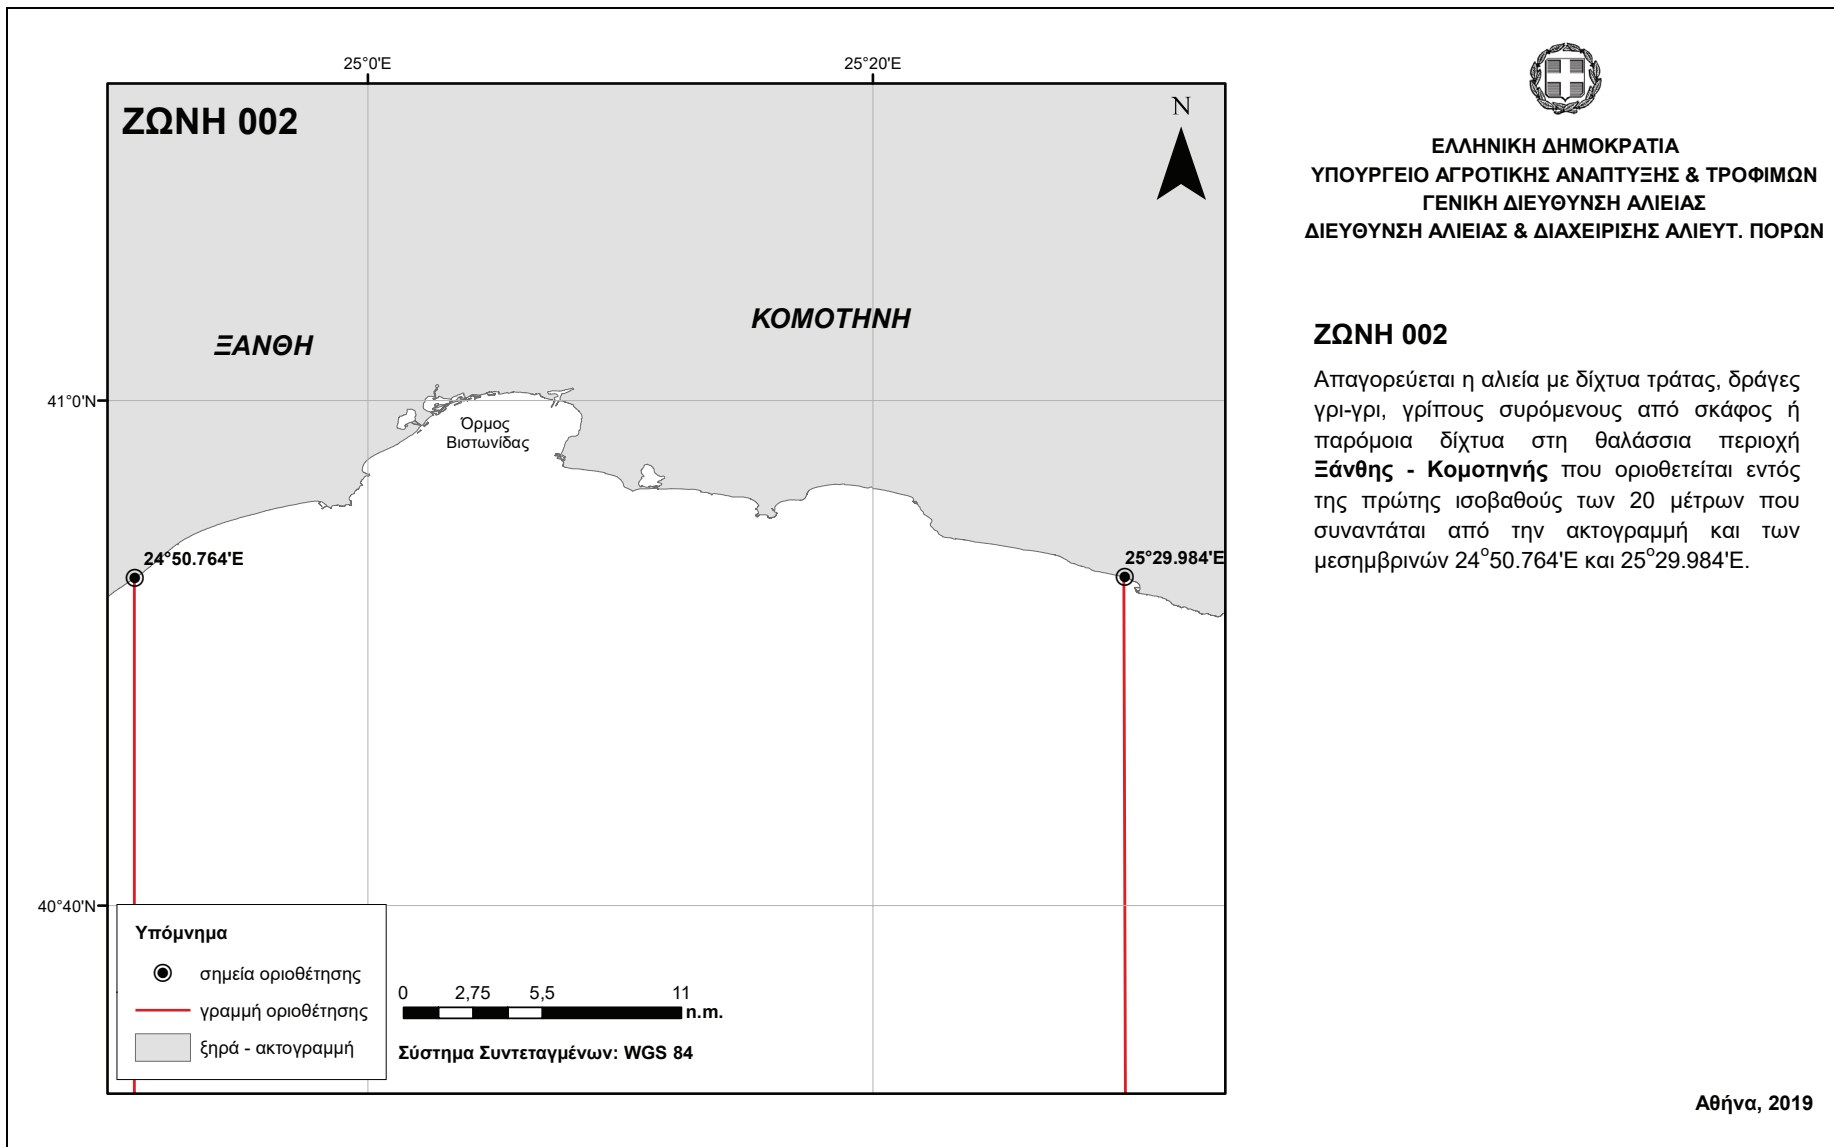 25°0'E
25°20'E
ΖΩΝΗ 002
N
ΞΑΝΘΗ
ΚΟΜΟΤΗΝΗ
41°0'N
Όρμος
Βιστωνίδας
24°50.764'E
25°29.984'E
40°40'N
Υπόμνημα
σημεία οριοθέτησης
γραμμή οριοθέτησης
ξηρά - ακτογραμμή
0 2,75 5,5 11
n.m.
Σύστημα Συντεταγμένων: WGS 84
ΕΛΛΗΝΙΚΗ ΔΗΜΟΚΡΑΤΙΑ
ΥΠΟΥΡΓΕΙΟ ΑΓΡΟΤΙΚΗΣ ΑΝΑΠΤΥΞΗΣ & ΤΡΟΦΙΜΩΝ
ΓΕΝΙΚΗ ΔΙΕΥΘΥΝΣΗ ΑΛΙΕΙΑΣ
ΔΙΕΥΘΥΝΣΗ ΑΛΙΕΙΑΣ & ΔΙΑΧΕΙΡΙΣΗΣ ΑΛΙΕΥΤ. ΠΟΡΩΝ
ΖΩΝΗ 002
Απαγορεύεται η αλιεία με δίχτυα τράτας, δράγες
γρι-γρι, γρίπους συρόμενους από σκάφος ή
παρόμοια δίχτυα στη θαλάσσια περιοχή
Ξάνθης - Κομοτηνής που οριοθετείται εντός
της πρώτης ισοβαθούς των 20 μέτρων που
συναντάται από την ακτογραμμή και των
μεσημβρινών 24°50.764'E και 25°29.984'E.
Αθήνα, 2019